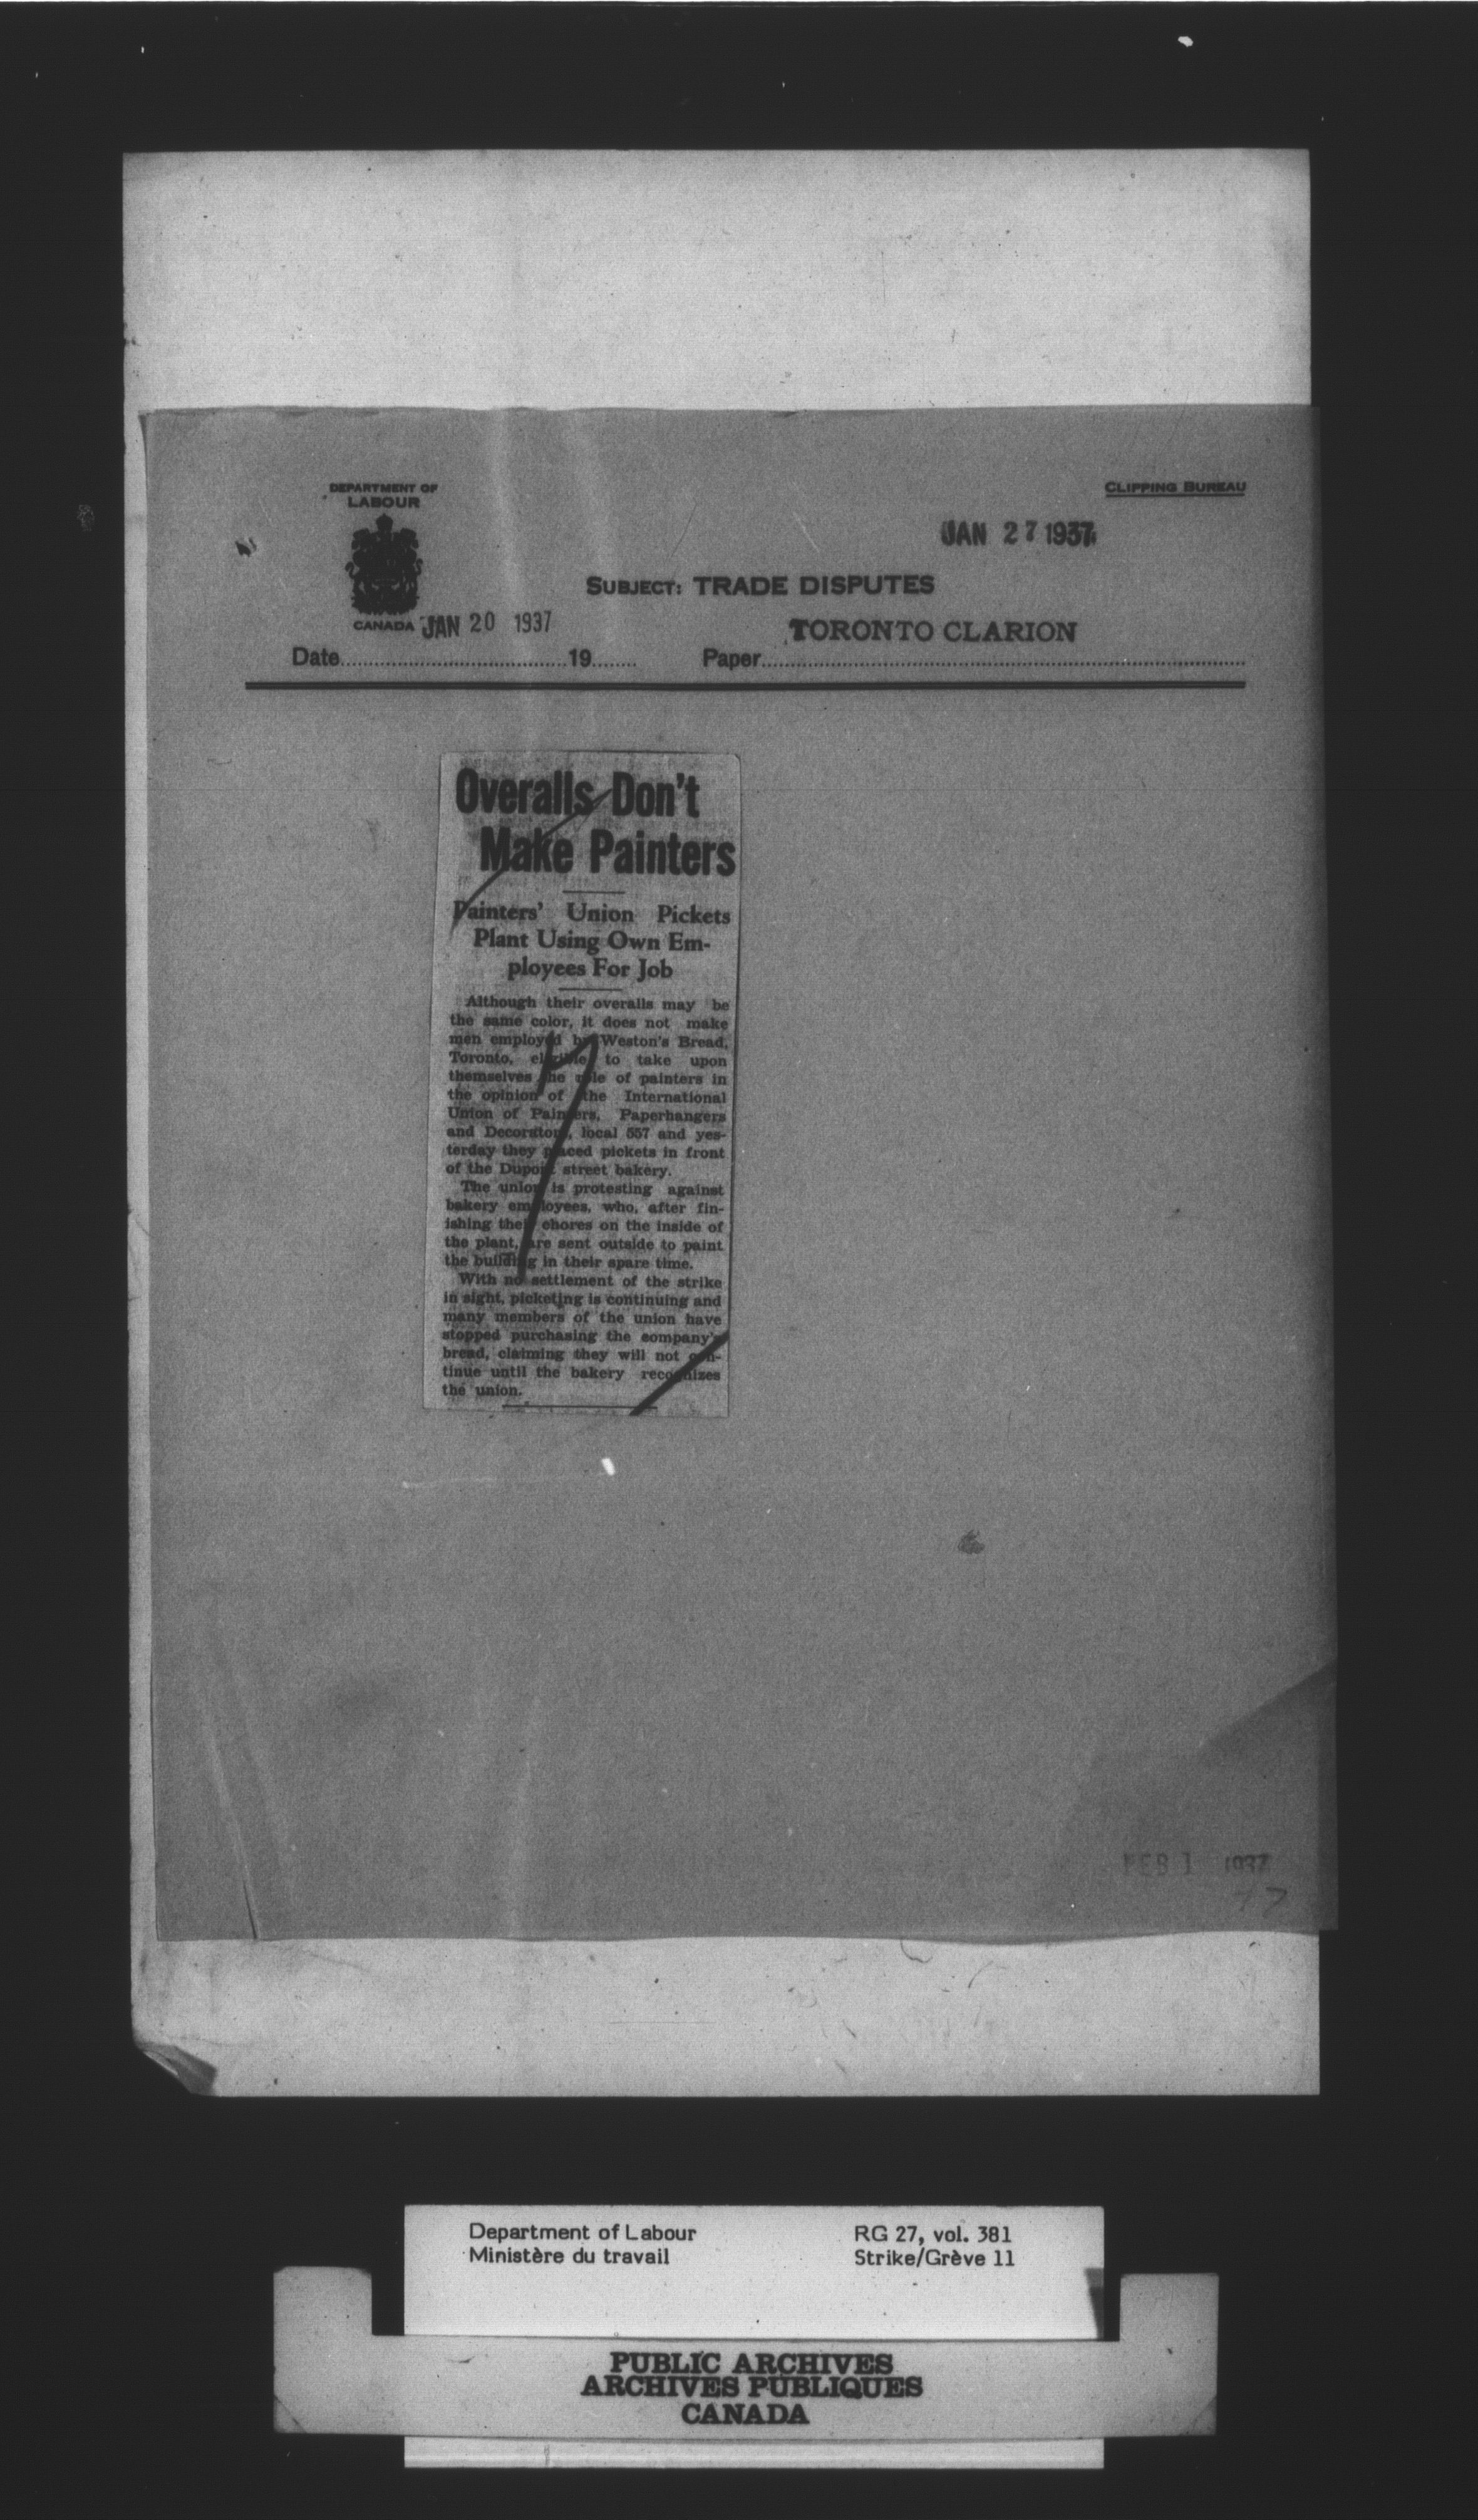 DEPARTMENT OF
LABOUR
CANADA
CLIPPING BUREAU
JAN 27 1937
SUBJECT: TRADE DISPUTES
JAN 20 1937
TORONTO CLARION
Date 19 Paper
Overalls Don't
Make Painters
Painters' Union Pickets
Plant Using Own Em-
ployees For Job
Although their overalls may be
the same color, it does not make
men employed by Weston's Bread,
Toronto, eligible to take upon
themselves the role of painters in
the opinion of the International
Union of Painters, Paperhangers
and Decorators, local 557 and yes-
terday they placed pickets in front
of the Dupont street bakery.
The union is protesting against
bakery employees, who, after fin-
ishing their chores on the inside of
the plant, are sent outside to paint
the building in their spare time.
With no settlement of the strike
in sight, picketing is continuing and
many members of the union have
stopped purchasing the company's
bread, claiming they will not con-
tinue until the bakery recognizes
the union.
FEB 1 1937
Department of Labour RG 27, vol. 381
Ministère du travail Strike/Grève 11
PUBLIC ARCHIVES
ARCHIVES PUBLIQUES
CANADA